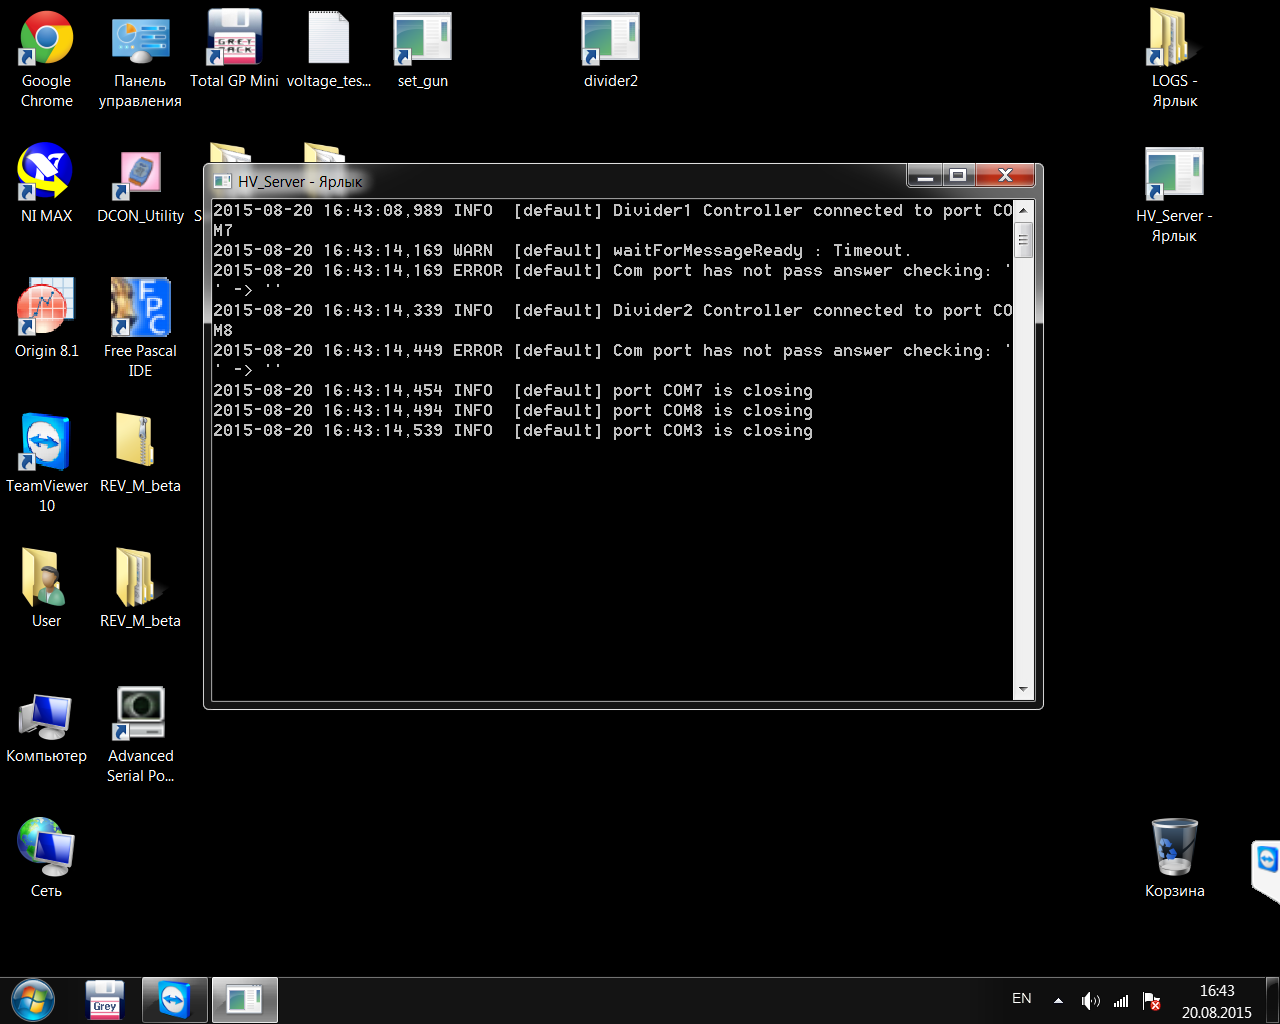 Google
Chrome
Панель
управления
Total GP Mini
voltage_tes...
set_gun
divider2
LOGS -
Ярлык
GREY
PACK
NI MAX
DCON_Utility
S
HV_Server -
Ярлык
HV_Server - Ярлык
2015-08-20 16:43:08,989 INFO [default] Divider1 Controller connected to port CO
M7
2015-08-20 16:43:14,169 WARN [default] waitForMessageReady : Timeout.
2015-08-20 16:43:14,169 ERROR [default] Com port has not pass answer checking: '
' -> ''
2015-08-20 16:43:14,339 INFO [default] Divider2 Controller connected to port CO
M8
2015-08-20 16:43:14,449 ERROR [default] Com port has not pass answer checking: '
' -> ''
2015-08-20 16:43:14,454 INFO [default] port COM7 is closing
2015-08-20 16:43:14,494 INFO [default] port COM8 is closing
2015-08-20 16:43:14,539 INFO [default] port COM3 is closing
Origin 8.1
FPC
Free Pascal
IDE
TeamViewer
10
REV_M_beta
User
REV_M_beta
Компьютер
Advanced
Serial Po...
Сеть
Корзина
Grey
EN
16:43
20.08.2015